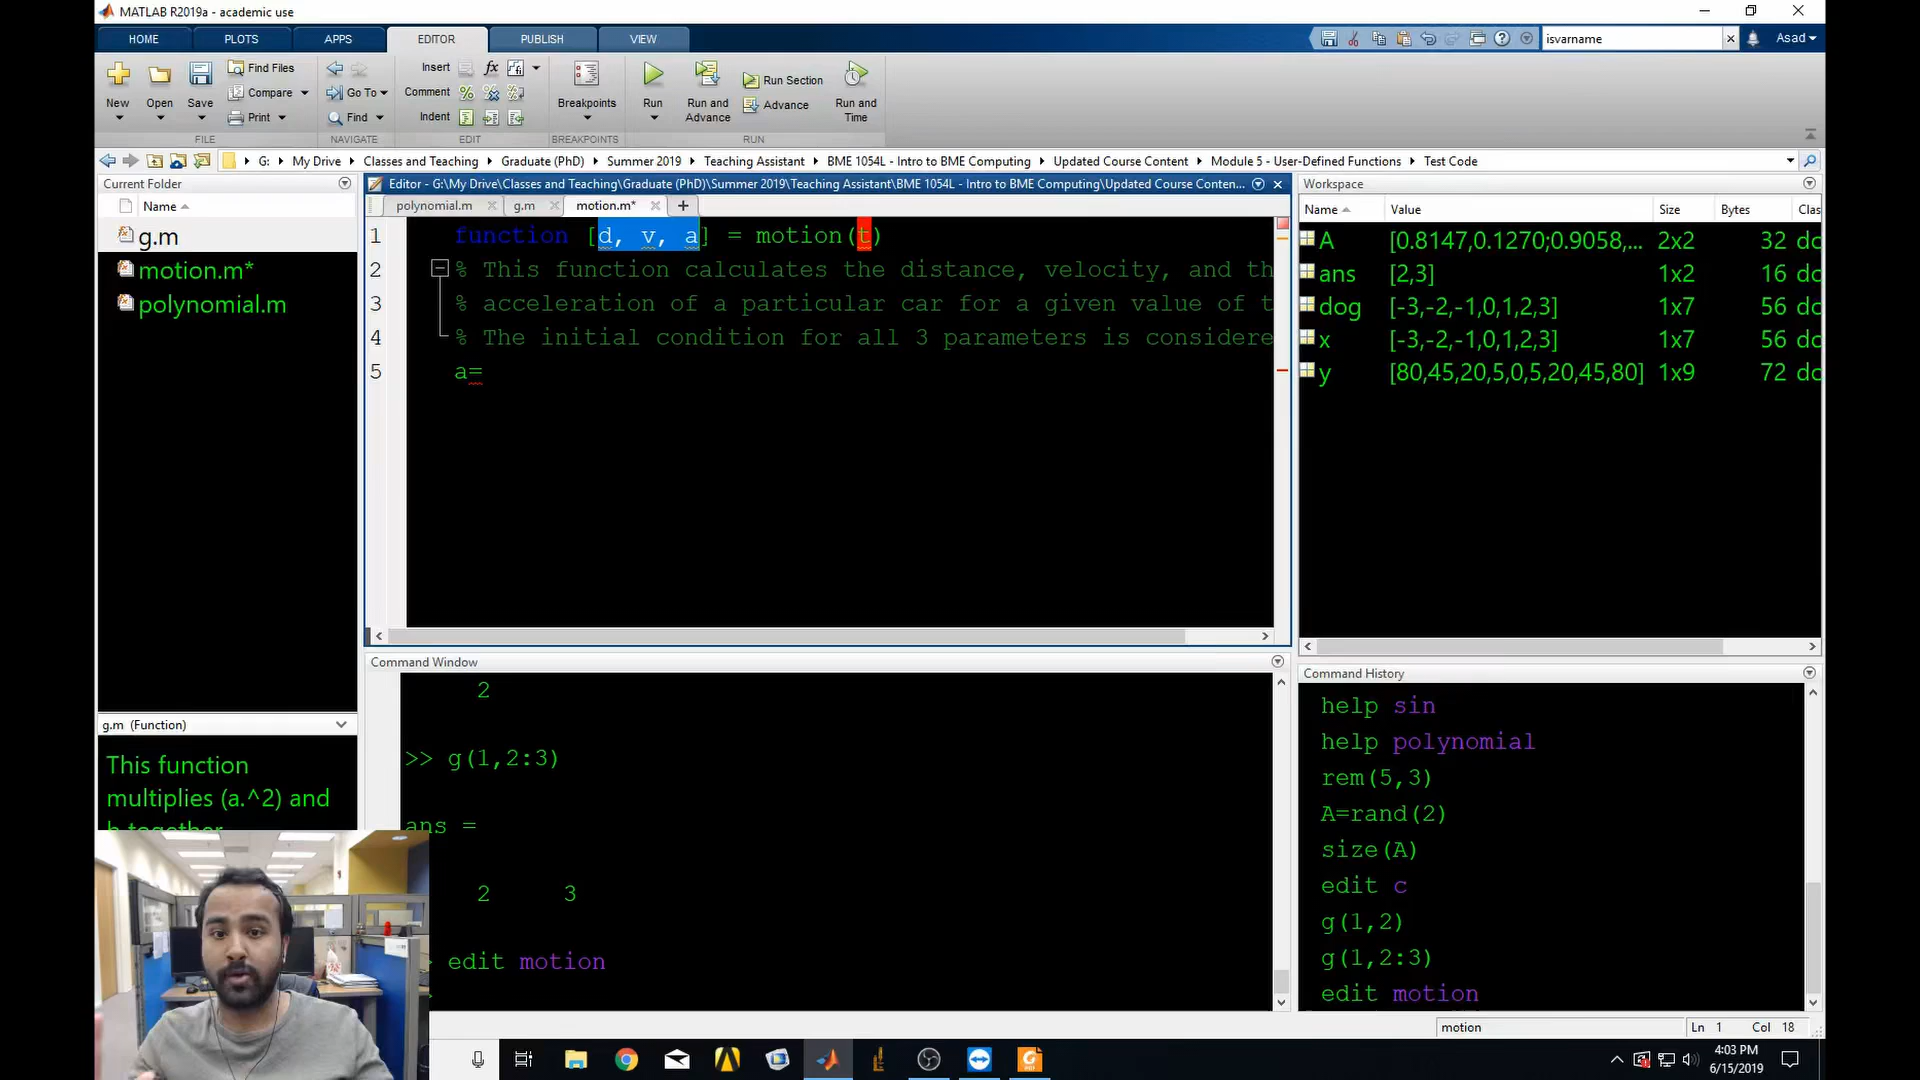 MATLAB R2019a - academic use
HOME PLOTS APPS EDITOR PUBLISH VIEW
isvarname
Asad
New
Open
Save
Find Files
Compare
Print
FILE
Go To
Find
NAVIGATE
Insert
Comment
Indent
EDIT
Breakpoints
BREAKPOINTS
Run
Run and Advance
Run Section
Advance
Run and Time
RUN
G: My Drive Classes and Teaching Graduate (PhD) Summer 2019 Teaching Assistant BME 1054L - Intro to BME Computing Updated Course Content Module 5 - User-Defined Functions Test Code
Current Folder
Name
g.m
motion.m*
polynomial.m
g.m (Function)
This function
multiplies (a.^2) and
b together
Editor - G:\My Drive\Classes and Teaching\Graduate (PhD)\Summer 2019\Teaching Assistant\BME 1054L - Intro to BME Computing\Updated Course Conten...
polynomial.m g.m motion.m* +
1 function [d, v, a] = motion(t)
2 % This function calculates the distance, velocity, and th
3 % acceleration of a particular car for a given value of t
4 % The initial condition for all 3 parameters is considere
5 a=
Command Window
2
>> g(1,2:3)
ans =
2 3
edit motion
Workspace
Name Value Size Bytes Clas
A [0.8147,0.1270;0.9058,... 2x2 32 dc
ans [2,3] 1x2 16 dc
dog [-3,-2,-1,0,1,2,3] 1x7 56 dc
x [-3,-2,-1,0,1,2,3] 1x7 56 dc
y [80,45,20,5,0,5,20,45,80] 1x9 72 dc
Command History
help sin
help polynomial
rem(5,3)
A=rand(2)
size(A)
edit c
g(1,2)
g(1,2:3)
edit motion
motion Ln 1 Col 18
4:03 PM
6/15/2019